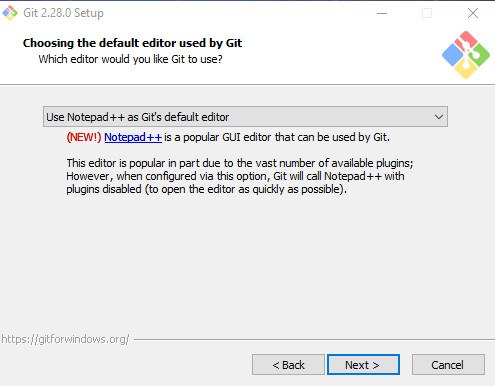 Git 2.28.0 Setup
Choosing the default editor used by Git
Which editor would you like Git to use?
Use Notepad++ as Git's default editor
(NEW!) Notepad++ is a popular GUI editor that can be used by Git.
This editor is popular in part due to the vast number of available plugins;
However, when configured via this option, Git will call Notepad++ with
plugins disabled (to open the editor as quickly as possible).
https://gitforwindows.org/
< Back
Next >
Cancel